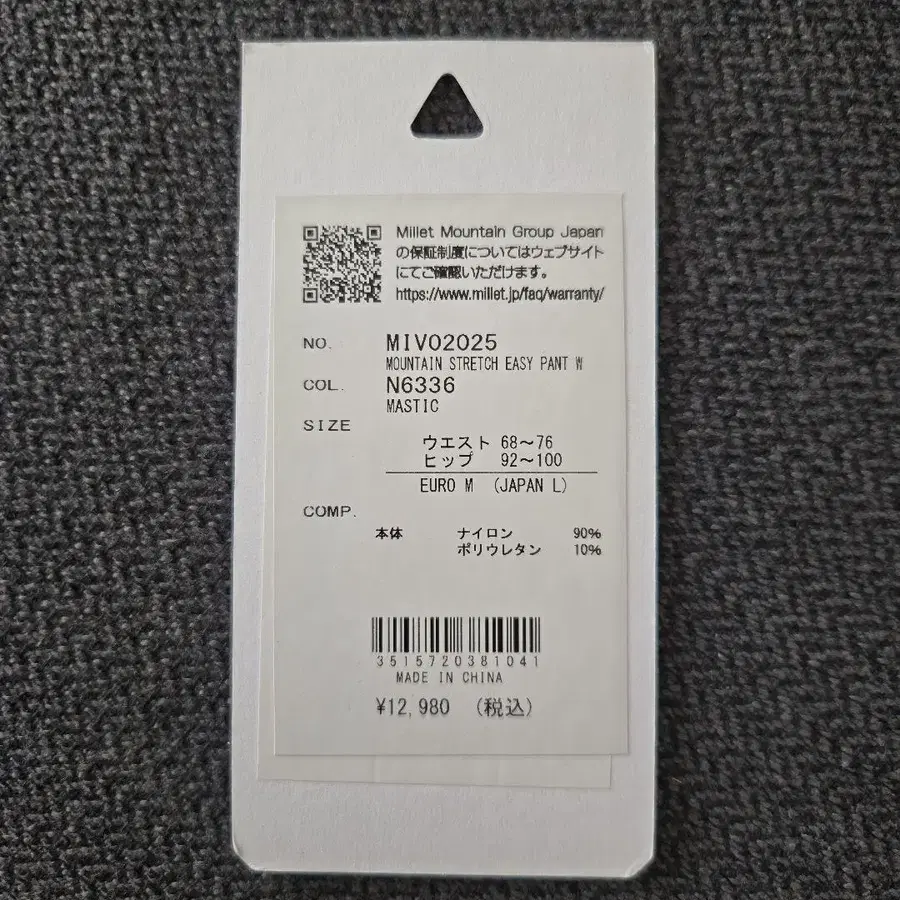 Millet Mountain Group Japan
の保証制度についてはウェブサイト
にてご確認いただけます。
https://www.millet.jp/faq/warranty/
NO. MIV02025
MOUNTAIN STRETCH EASY PANT W
COL. N6336
MASTIC
SIZE
ウエスト 68～76
ヒップ 92～100
EURO M (JAPAN L)
COMP.
本体 ナイロン 90%
ポリウレタン 10%
3515720381041
MADE IN CHINA
¥12,980 (税込)